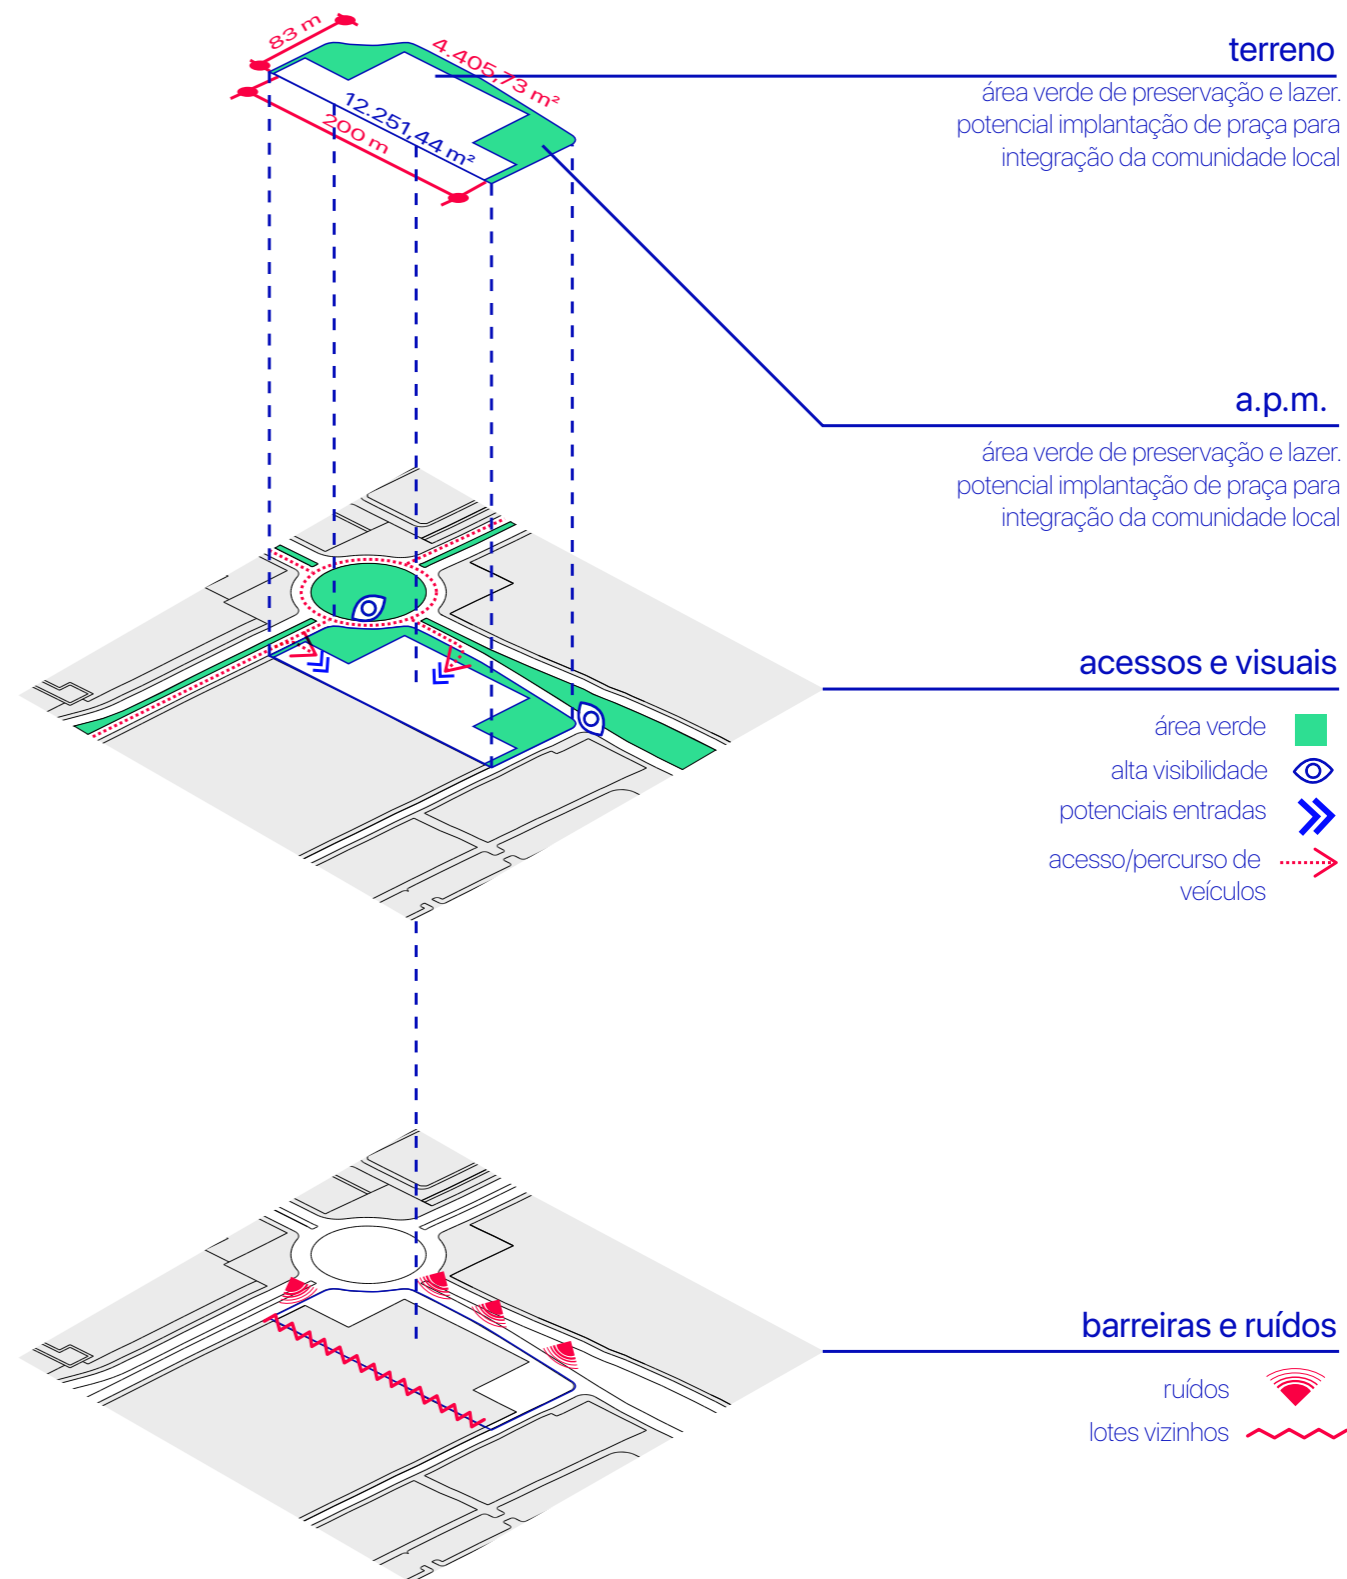 83 m
4.405,73 m²
12.251,44 m²
200 m
terreno
área verde de preservação e lazer.
potencial implantação de praça para
integração da comunidade local
a.p.m.
área verde de preservação e lazer.
potencial implantação de praça para
integração da comunidade local
acessos e visuais
área verde
alta visibilidade
potenciais entradas
acesso/percurso de
veículos
barreiras e ruídos
ruídos
lotes vizinhos